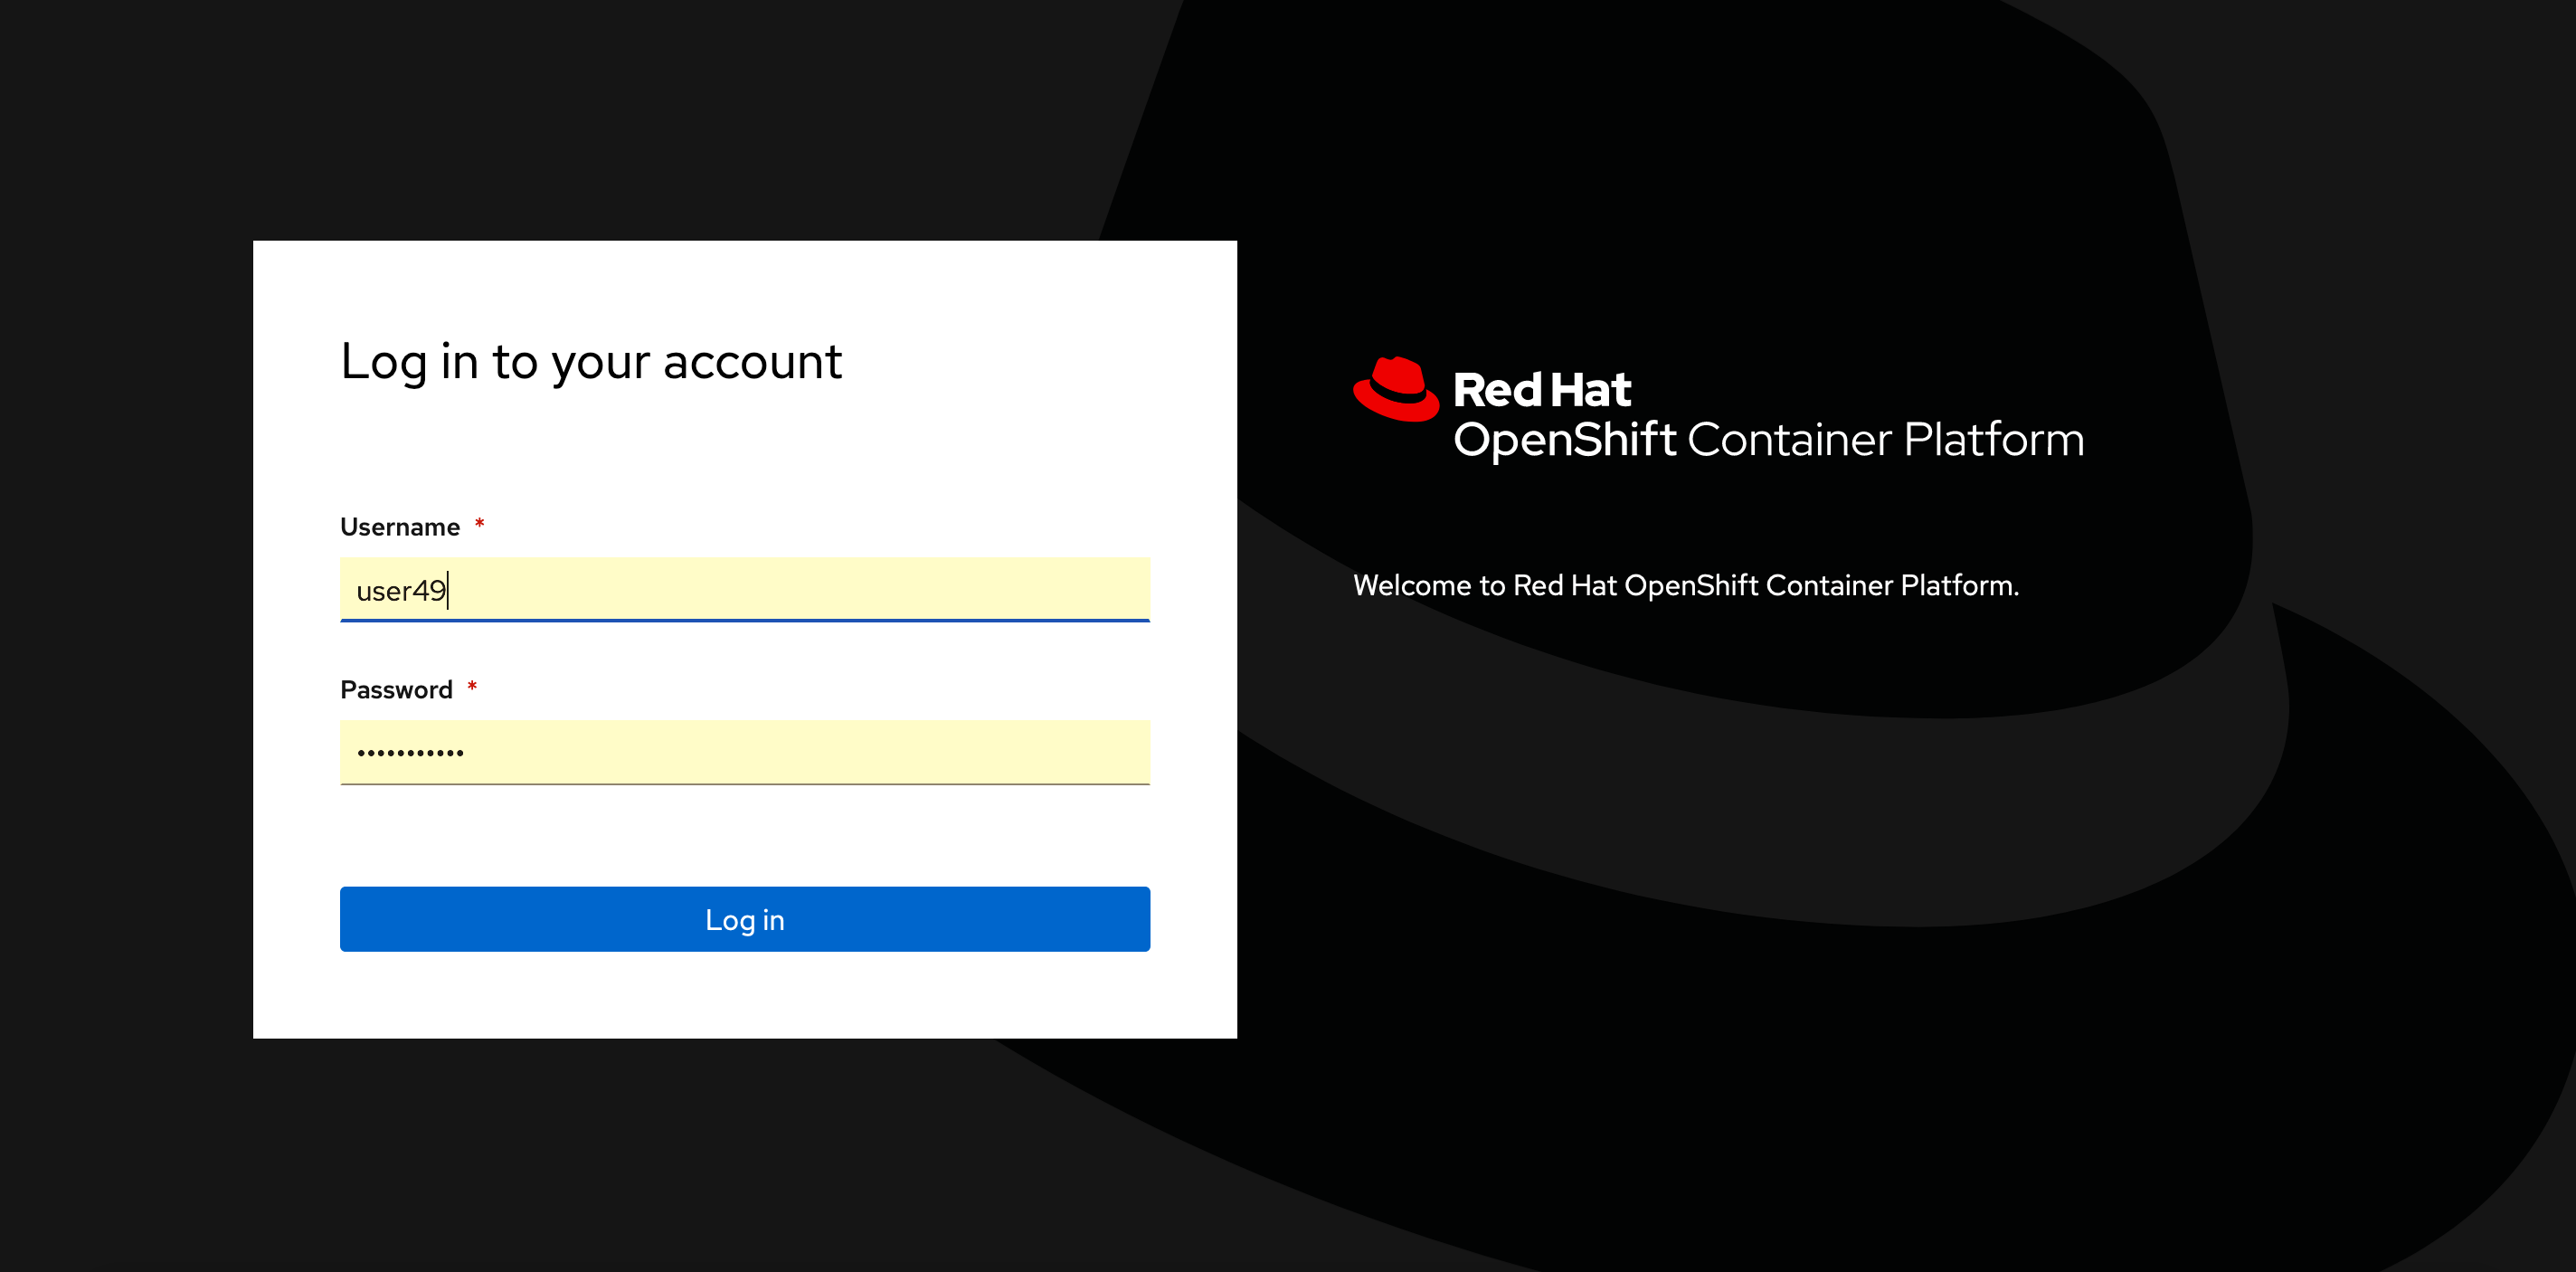 Log in to your account
Username *
user49
Password *
•••••••••••
Log in
Red Hat
OpenShift Container Platform
Welcome to Red Hat OpenShift Container Platform.